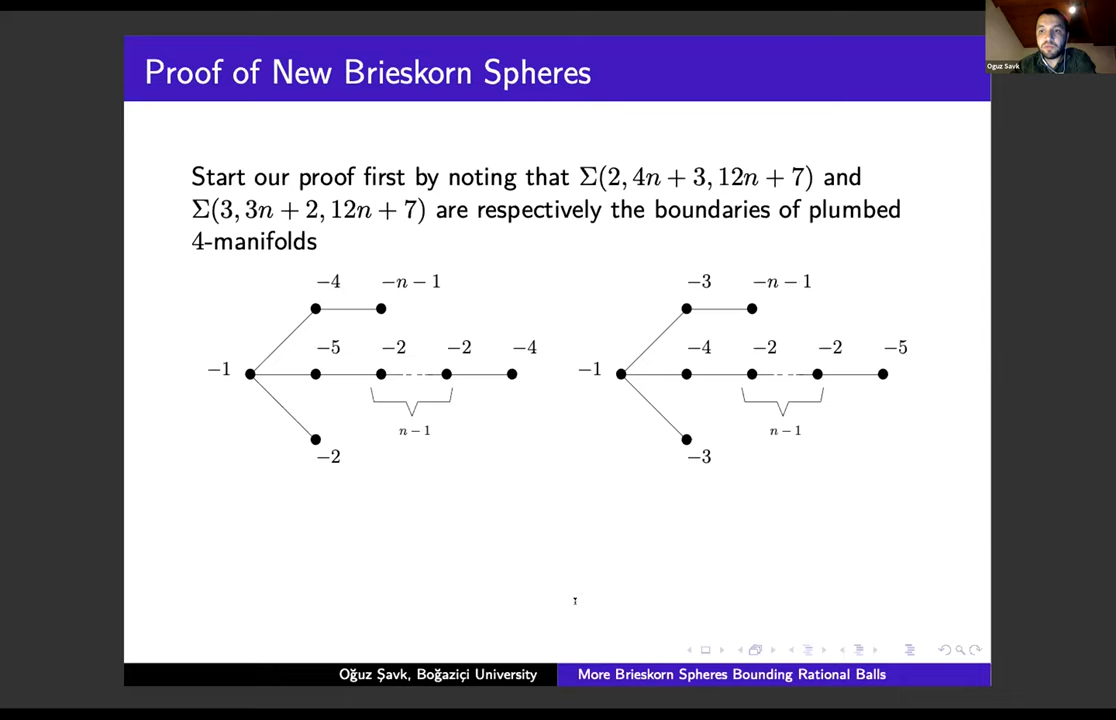 Proof of New Brieskorn Spheres
Oguz Savk
Start our proof first by noting that Σ(2, 4n + 3, 12n + 7) and
Σ(3, 3n + 2, 12n + 7) are respectively the boundaries of plumbed
4-manifolds
−4 −n − 1 −3 −n − 1
−5 −2 −2 −4 −4 −2 −2 −5
−1 −1
n − 1 n − 1
−2 −3
Oğuz Şavk, Boğaziçi University More Brieskorn Spheres Bounding Rational Balls